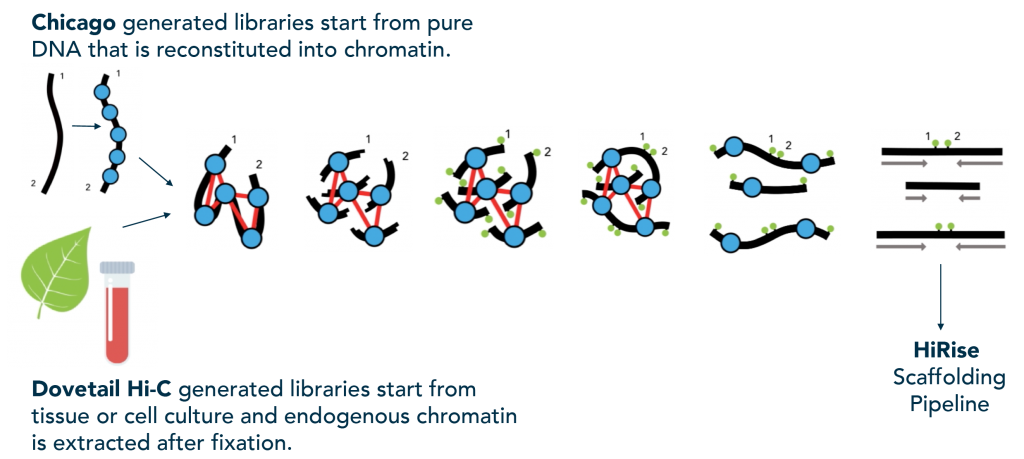 Chicago generated libraries start from pure
DNA that is reconstituted into chromatin.
1
2
1
2
1
2
1
2
1
2
1
2
1
2
1 2
HiRise
Scaffolding
Pipeline
Dovetail Hi-C generated libraries start from
tissue or cell culture and endogenous chromatin
is extracted after fixation.